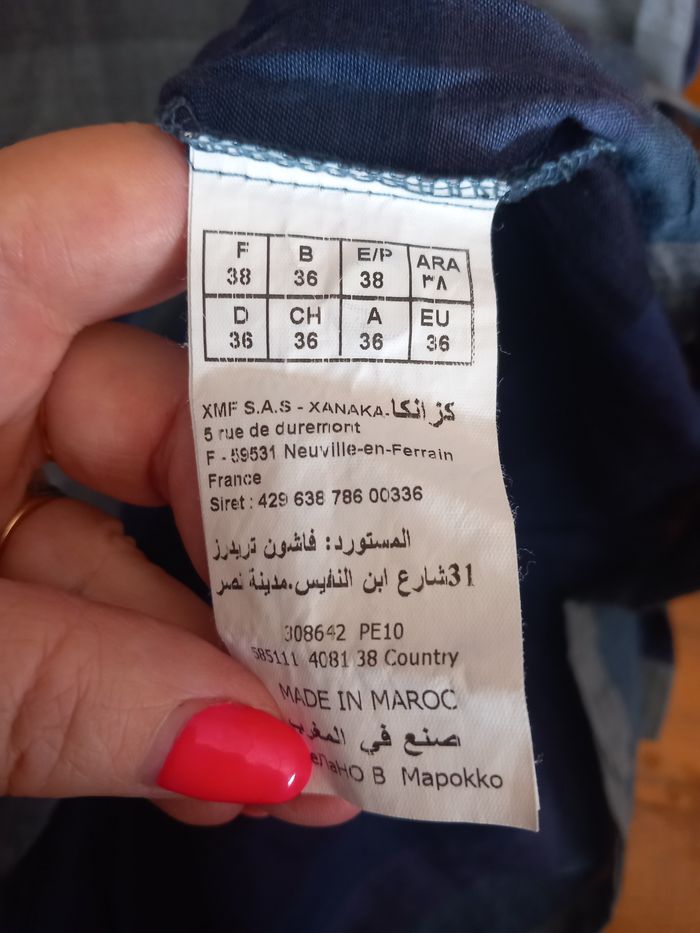 F B E/P ARA
38 36 38 ٣٨
D CH A EU
36 36 36 36
XMF S.A.S - XANAKA-كزانكا
5 rue de duremont
F - 59531 Neuville-en-Ferrain
France
Siret : 429 638 786 00336
المستورد: فاشون تريدرز
31شارع ابن النفيس.مدينة نصر
308642 PE10
585111 4081 38 Country
MADE IN MAROC
صنع في المغرب
В Марокко